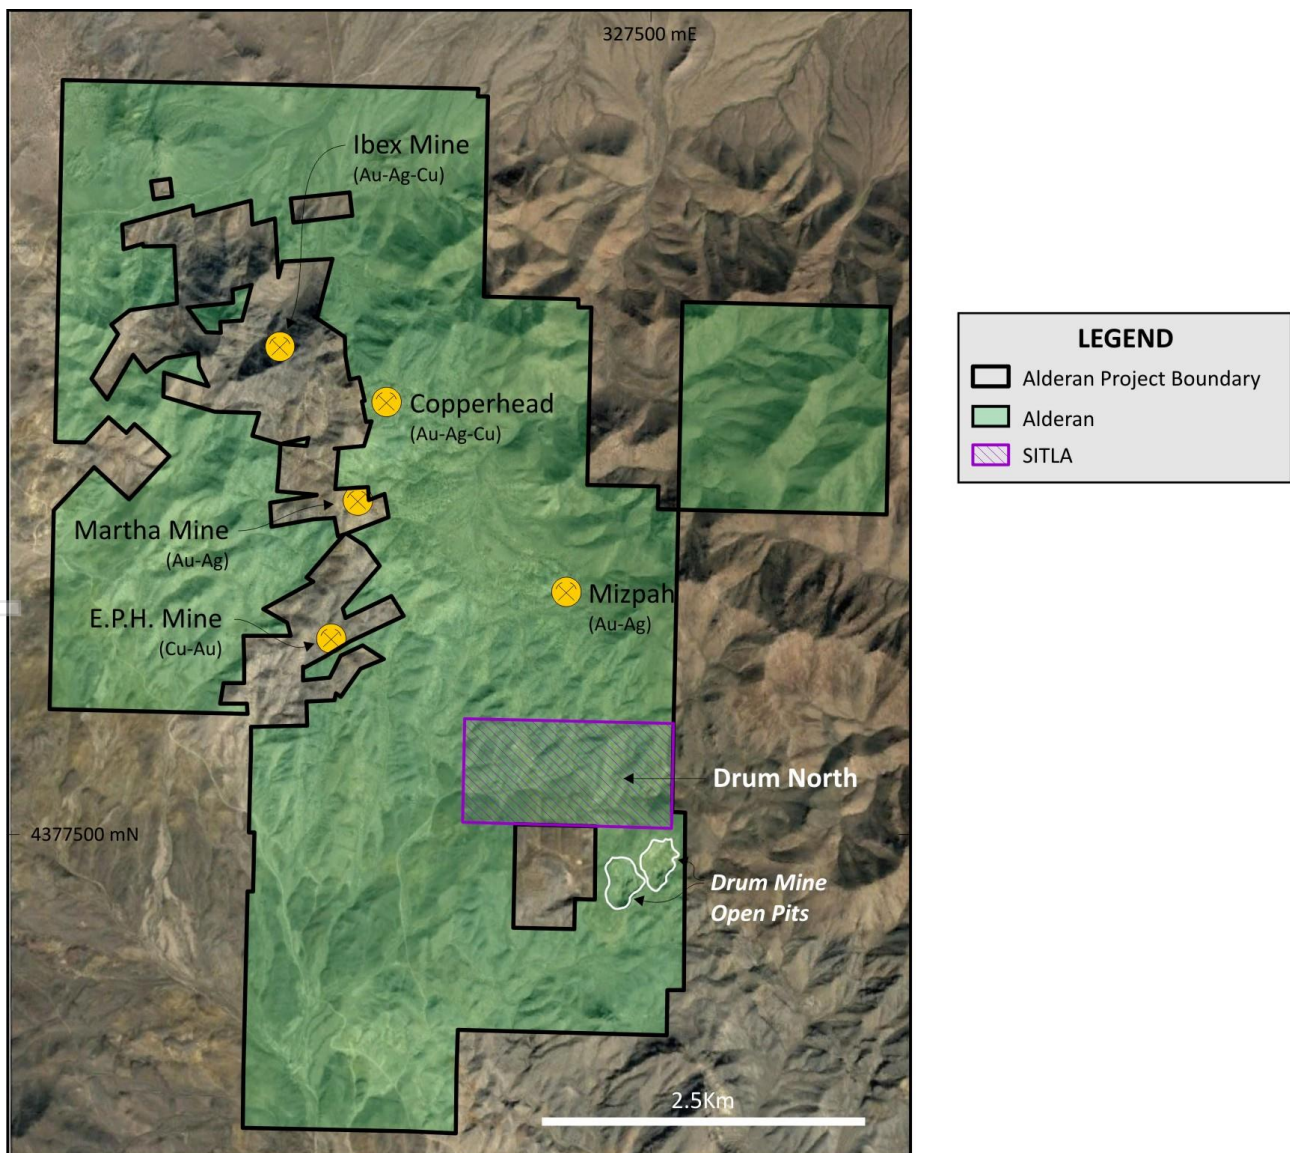 327500 mE
Ibex Mine
(Au-Ag-Cu)
Copperhead
(Au-Ag-Cu)
Martha Mine
(Au-Ag)
Mizpah
(Au-Ag)
E.P.H. Mine
(Cu-Au)
Drum North
4377500 mN
Drum Mine
Open Pits
2.5Km
LEGEND
Alderan Project Boundary
Alderan
SITLA